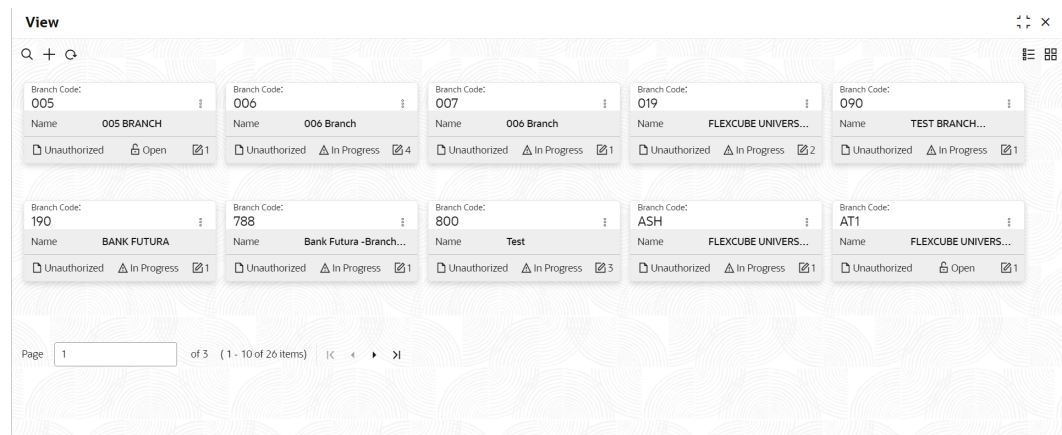 View
Branch Code:
005
Name 005 BRANCH
Unauthorized Open 1
Branch Code:
006
Name 006 Branch
Unauthorized In Progress 4
Branch Code:
007
Name 006 Branch
Unauthorized In Progress 1
Branch Code:
019
Name FLEXCUBE UNIVERS...
Unauthorized In Progress 2
Branch Code:
090
Name TEST BRANCH...
Unauthorized In Progress 1
Branch Code:
190
Name BANK FUTURA
Unauthorized In Progress 1
Branch Code:
788
Name Bank Futura -Branch...
Unauthorized In Progress 1
Branch Code:
800
Name Test
Unauthorized In Progress 3
Branch Code:
ASH
Name FLEXCUBE UNIVERS...
Unauthorized In Progress 1
Branch Code:
AT1
Name FLEXCUBE UNIVERS...
Unauthorized Open 1
Page 1 of 3 ( 1 - 10 of 26 items)